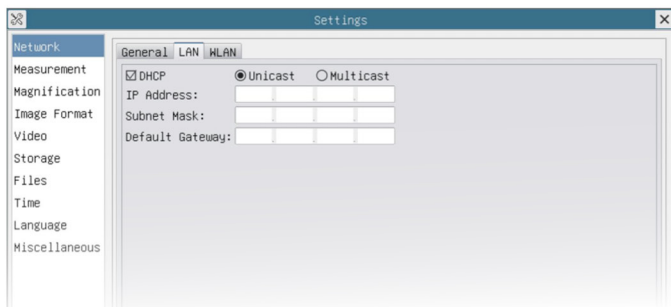 Settings
Network
Measurement
Magnification
Image Format
Video
Storage
Files
Time
Language
Miscellaneous
General LAN WLAN
DHCP Unicast Multicast
IP Address:
Subnet Mask:
Default Gateway: